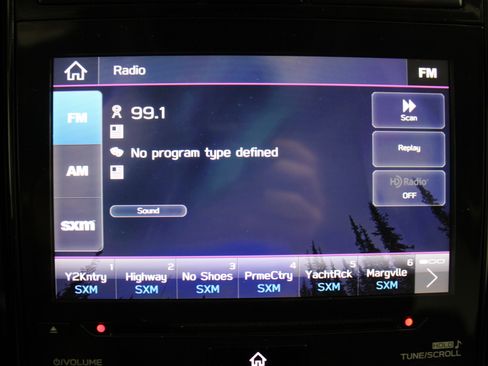 Radio
FM
FM
99.1
Scan
No program type defined
Replay
AM
HD Radio
OFF
Sound
sxm
1 2 3 4 5 6
Y2Kntry Highway No Shoes PrmeCtry YachtRck Margvlle
SXM SXM SXM SXM SXM SXM
HOLD
VOLUME
TUNE/SCROLL